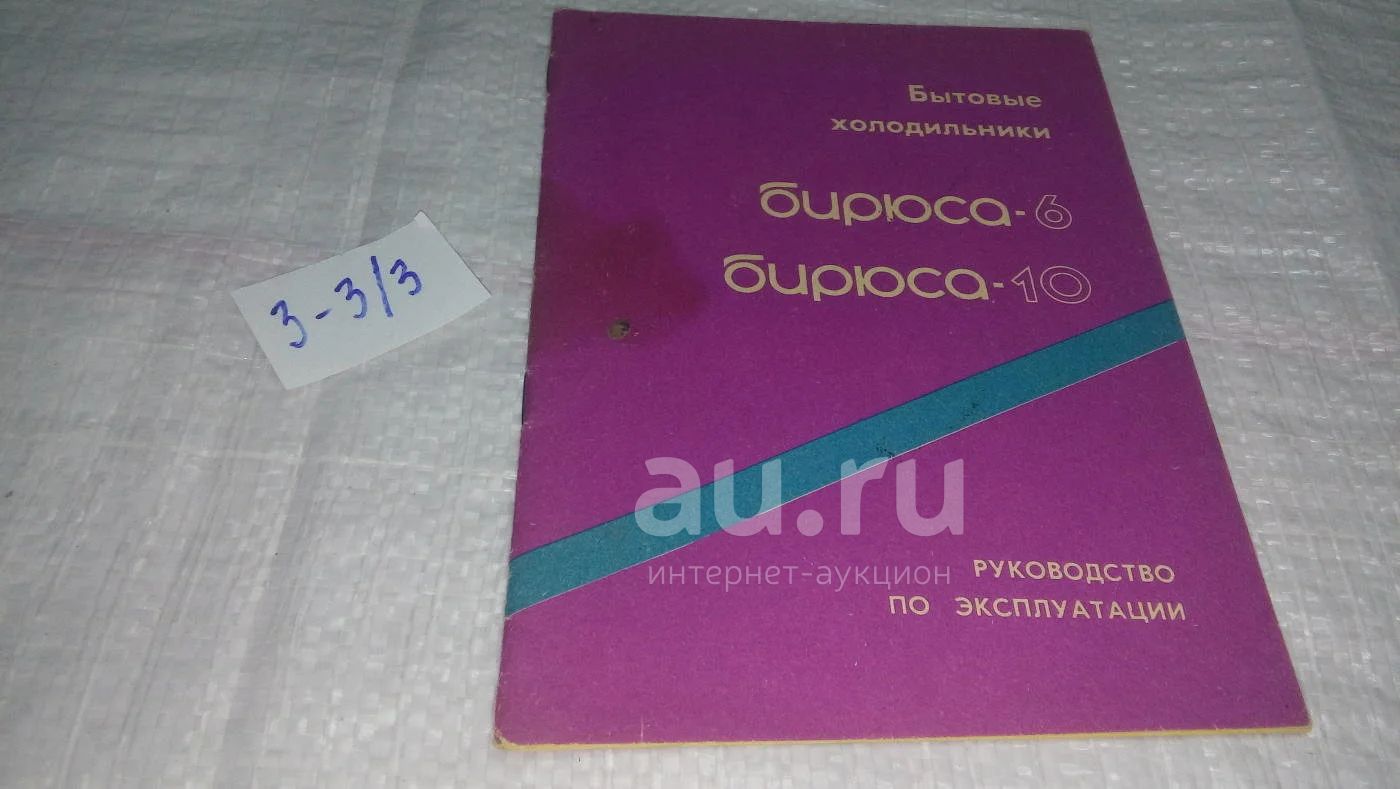 Бытовые
холодильники
бирюса-6
бирюса-10
3-3/3
au.ru
интернет-аукцион
РУКОВОДСТВО
ПО ЭКСПЛУАТАЦИИ